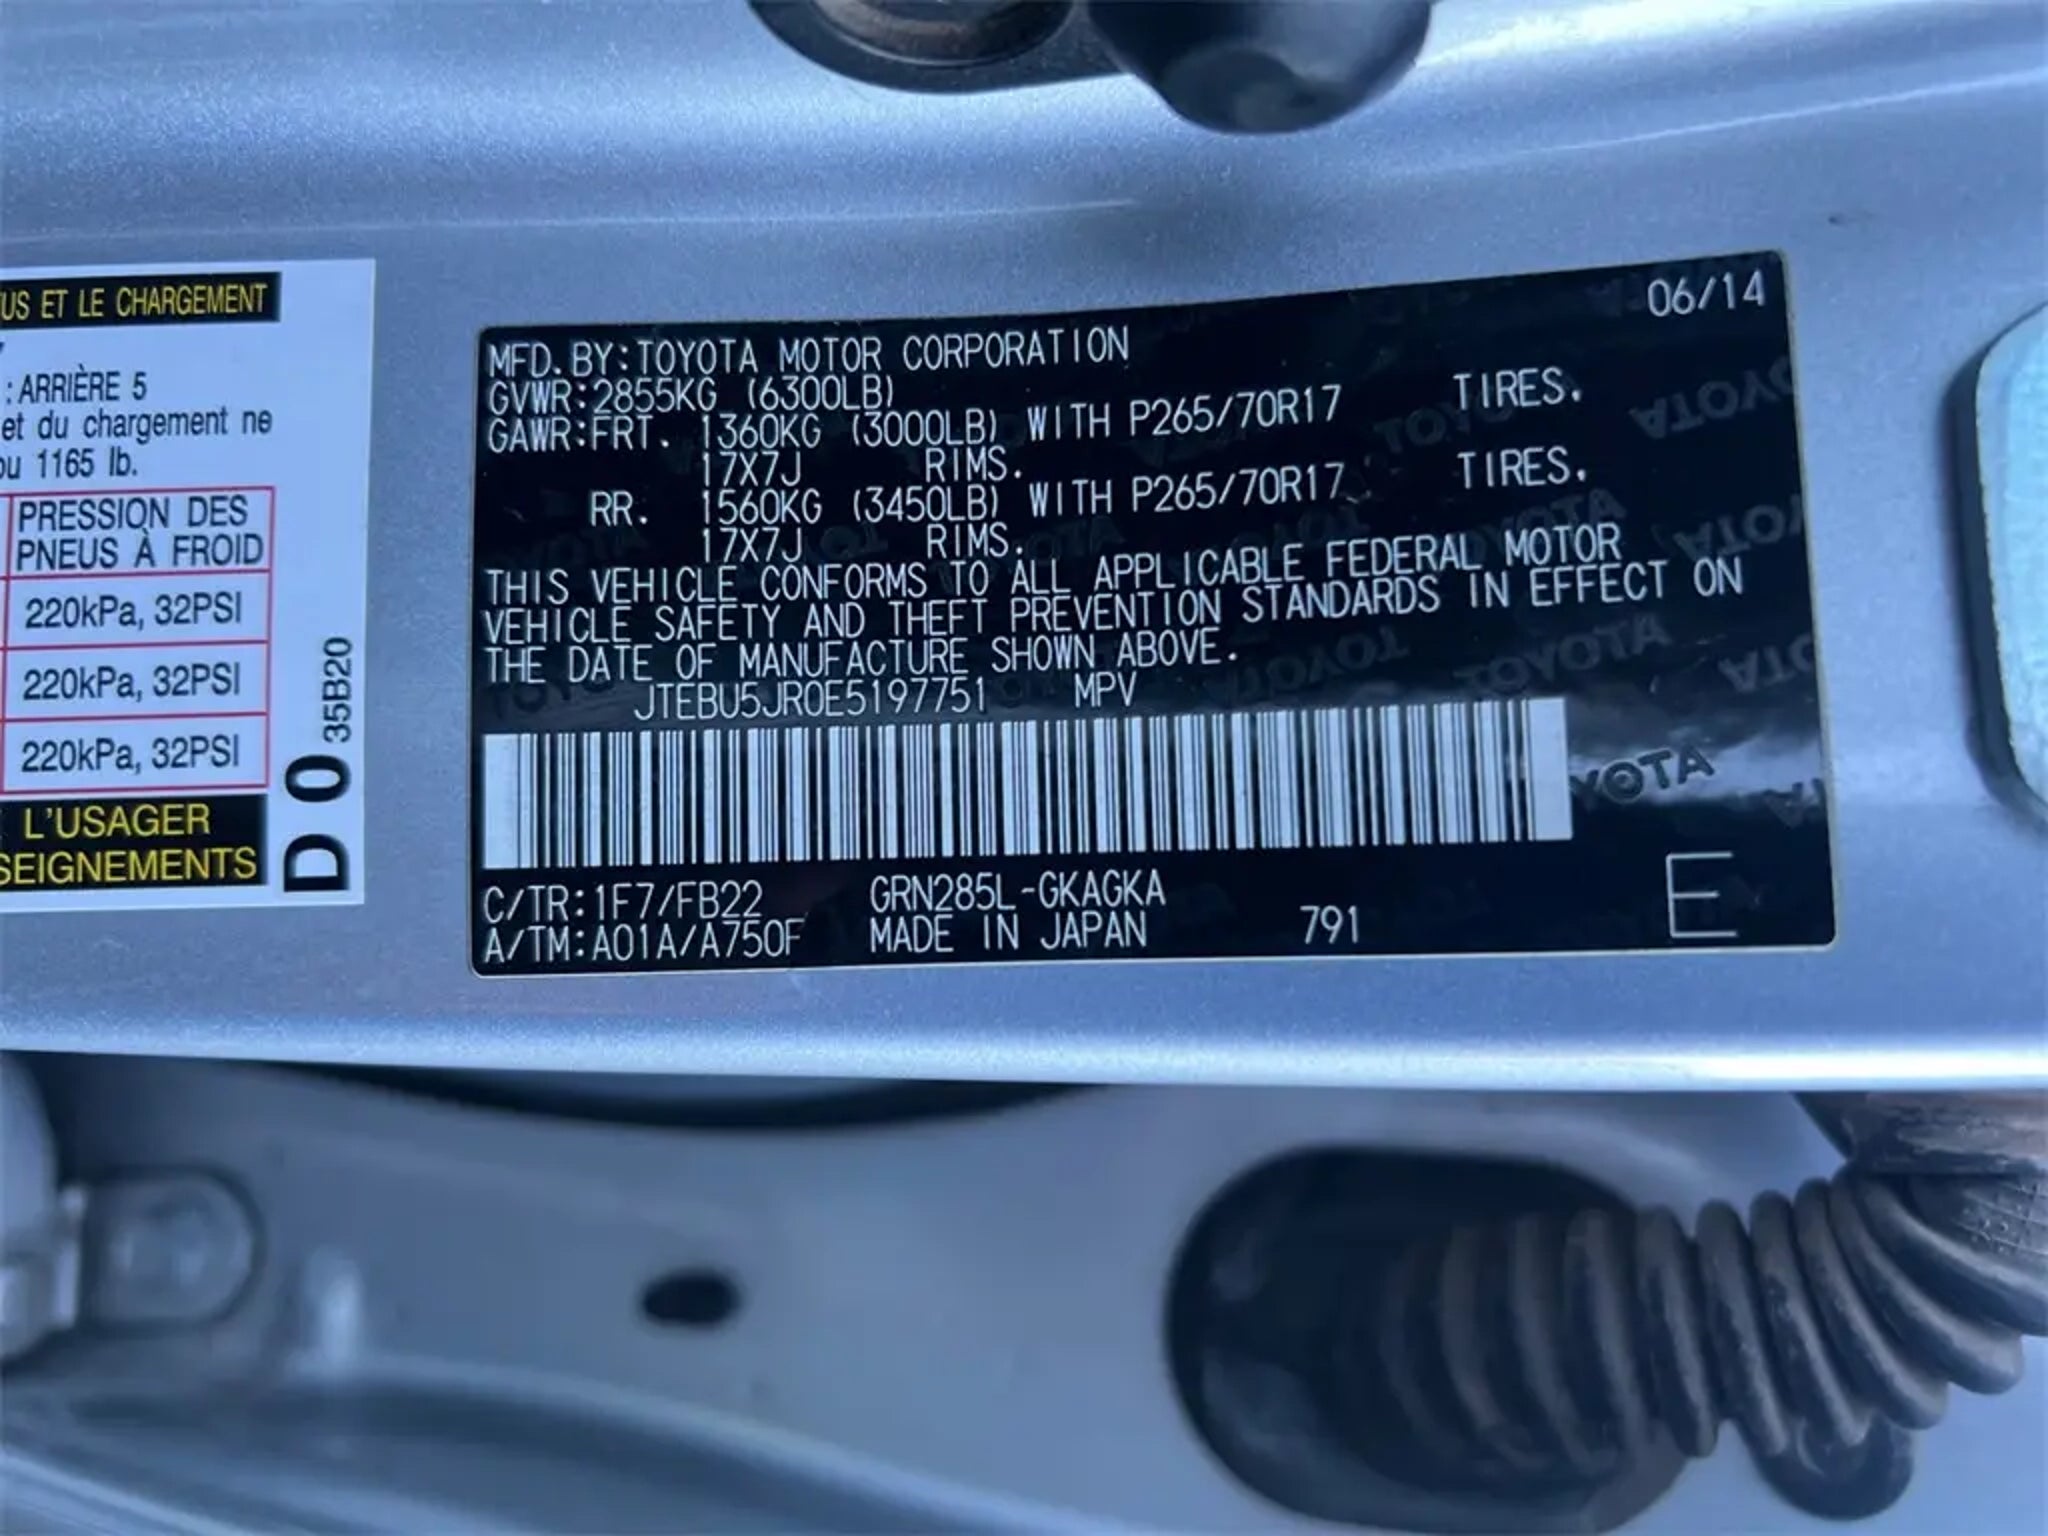 US ET LE CHARGEMENT
: ARRIÈRE 5
et du chargement ne
ou 1165 lb.
PRESSION DES
PNEUS À FROID
220kPa, 32PSI
220kPa, 32PSI
220kPa, 32PSI
L'USAGER
SEIGNEMENTS
D 0 35B20
06/14
MFD. BY: TOYOTA MOTOR CORPORATION
GVWR: 2855KG (6300LB)
GAWR: FRT. 1360KG (3000LB) WITH P265/70R17 TIRES.
17X7J RIMS.
RR. 1560KG (3450LB) WITH P265/70R17 TIRES.
17X7J RIMS.
THIS VEHICLE CONFORMS TO ALL APPLICABLE FEDERAL MOTOR
VEHICLE SAFETY AND THEFT PREVENTION STANDARDS IN EFFECT ON
THE DATE OF MANUFACTURE SHOWN ABOVE.
JTEBU5JR0E5197751 MPV
C/TR: 1F7/FB22 GRN285L-GKAGKA
A/TM: A01A/A750F MADE IN JAPAN 791 E